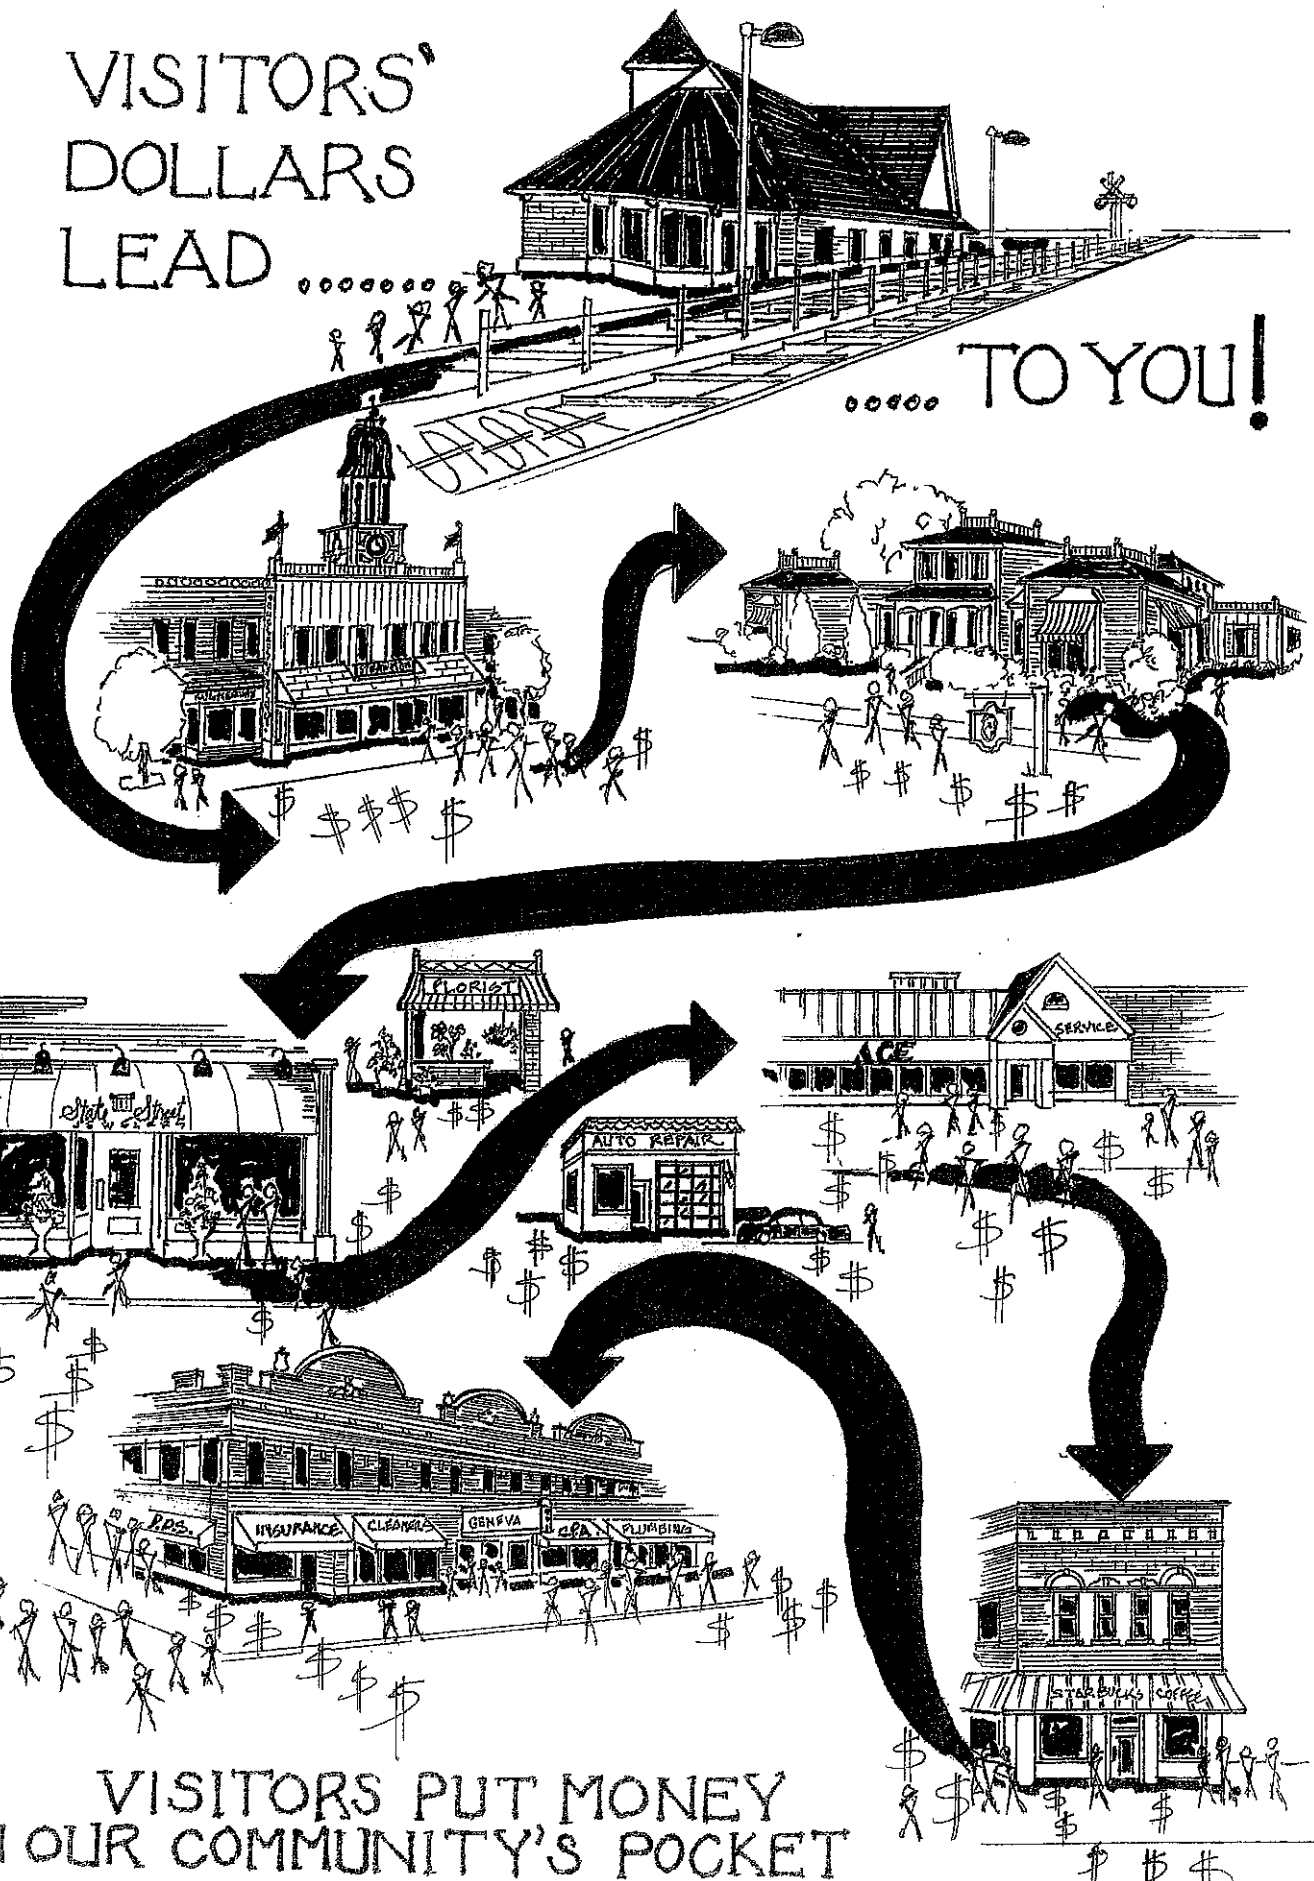 VISITORS'
DOLLARS
LEAD .......
..... TO YOU!
FLORIST
ACE
SERVICE
State Street
AUTO REPAIR
INSURANCE
CLEANERS
GENEVA
CPA
PLUMBING
STARBUCKS COFFEE
VISITORS PUT MONEY
OUR COMMUNITY'S POCKET